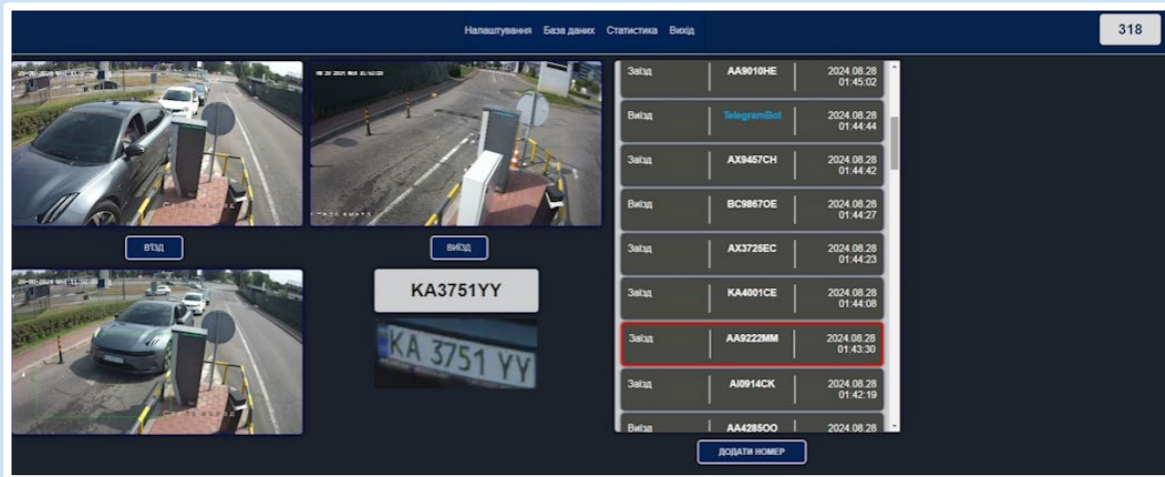 Налаштування База даних Статистика Вихід
318
В'ЇЗД
ВИЇЗД
KA3751YY
KA 3751 YY
Заїзд AA9010HE 2024.08.28 01:45:02
Виїзд TelegramBot 2024.08.28 01:44:44
Заїзд AX9457CH 2024.08.28 01:44:42
Виїзд BC9867OE 2024.08.28 01:44:27
Заїзд AX3725EC 2024.08.28 01:44:23
Заїзд KA4001CE 2024.08.28 01:44:08
Заїзд AA9222MM 2024.08.28 01:43:30
Заїзд AI0914CK 2024.08.28 01:42:19
Виїзд AA4285OO 2024.08.28
ДОДАТИ НОМЕР